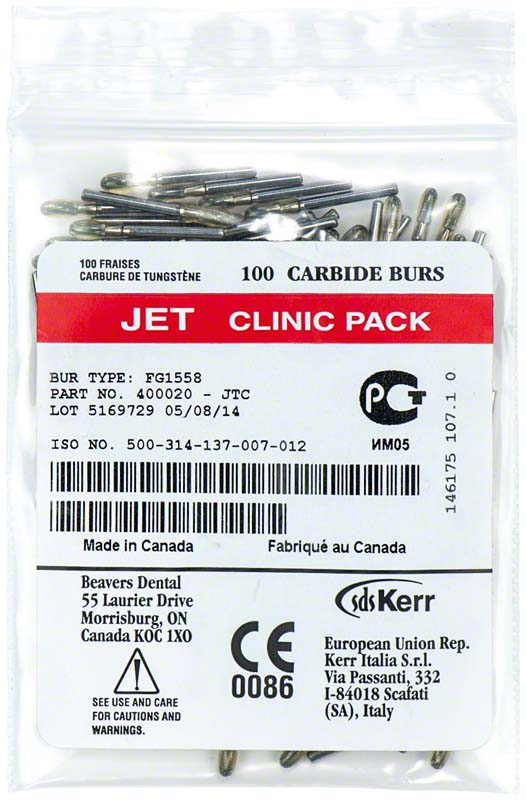 100 FRAISES
CARBURE DE TUNGSTÈNE
100 CARBIDE BURS
JET CLINIC PACK
BUR TYPE: FG1558
PART NO. 400020 - JTC
LOT 5169729 05/08/14
ISO NO. 500-314-137-007-012
РСТ
ИМ05
146175 107.1 0
Made in Canada
Fabriqué au Canada
Beavers Dental
55 Laurier Drive
Morrisburg, ON
Canada KOC 1XO
SEE USE AND CARE
FOR CAUTIONS AND
WARNINGS.
CE
0086
sdsKerr
European Union Rep.
Kerr Italia S.r.l.
Via Passanti, 332
I-84018 Scafati
(SA), Italy